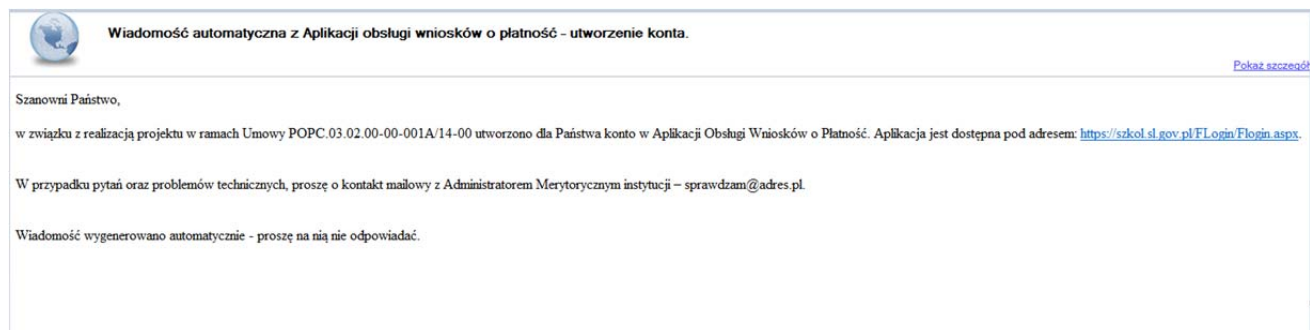 Wiadomość automatyczna z Aplikacji obsługi wniosków o płatność - utworzenie konta.
Pokaż szczegół
Szanowni Państwo,
w związku z realizacją projektu w ramach Umowy POPC.03.02.00-00-001A/14-00 utworzono dla Państwa konto w Aplikacji Obsługi Wniosków o Płatność. Aplikacja jest dostępna pod adresem: https://szkol.sl.gov.pl/FLogin/Flogin.aspx.
W przypadku pytań oraz problemów technicznych, proszę o kontakt mailowy z Administratorem Merytorycznym instytucji – sprawdzam@adres.pl.
Wiadomość wygenerowano automatycznie - proszę na nią nie odpowiadać.